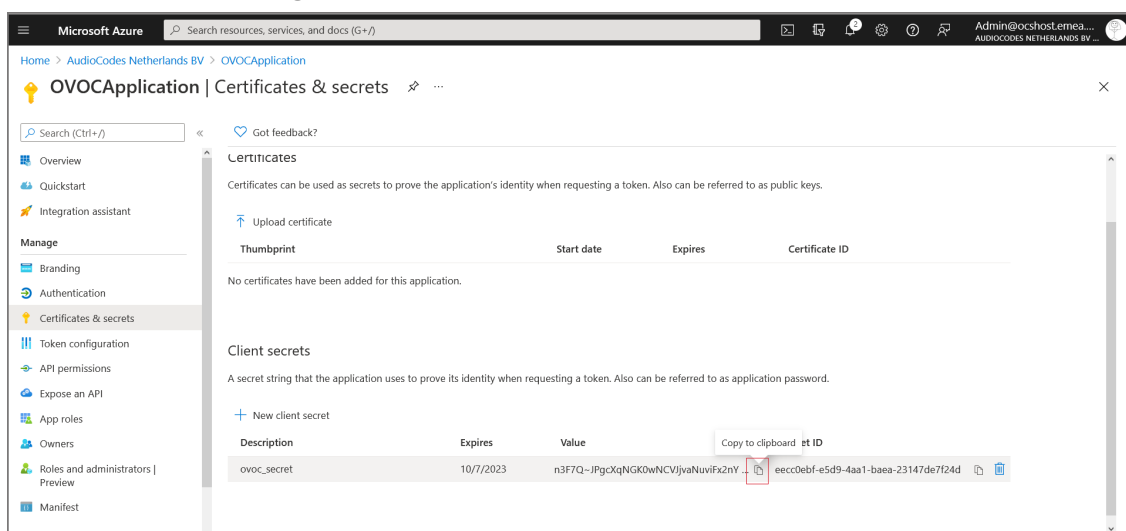 Microsoft Azure
Search resources, services, and docs (G+/)
2
Admin@ocshost.emea....
AUDIOCODES NETHERLANDS BV ...
Home > AudioCodes Netherlands BV > OVOCApplication
OVOCApplication | Certificates & secrets
Search (Ctrl+/)
Got feedback?
Overview
Quickstart
Integration assistant
Manage
Branding
Authentication
Certificates & secrets
Token configuration
API permissions
Expose an API
App roles
Owners
Roles and administrators |
Preview
Manifest
Certificates
Certificates can be used as secrets to prove the application's identity when requesting a token. Also can be referred to as public keys.
Upload certificate
Thumbprint Start date Expires Certificate ID
No certificates have been added for this application.
Client secrets
A secret string that the application uses to prove its identity when requesting a token. Also can be referred to as application password.
New client secret
Description Expires Value Copy to clipboard et ID
ovoc_secret 10/7/2023 n3F7Q~JPgcXqNGK0wNCVJjvaNuviFx2nY ... eecc0ebf-e5d9-4aa1-baea-23147de7f24d